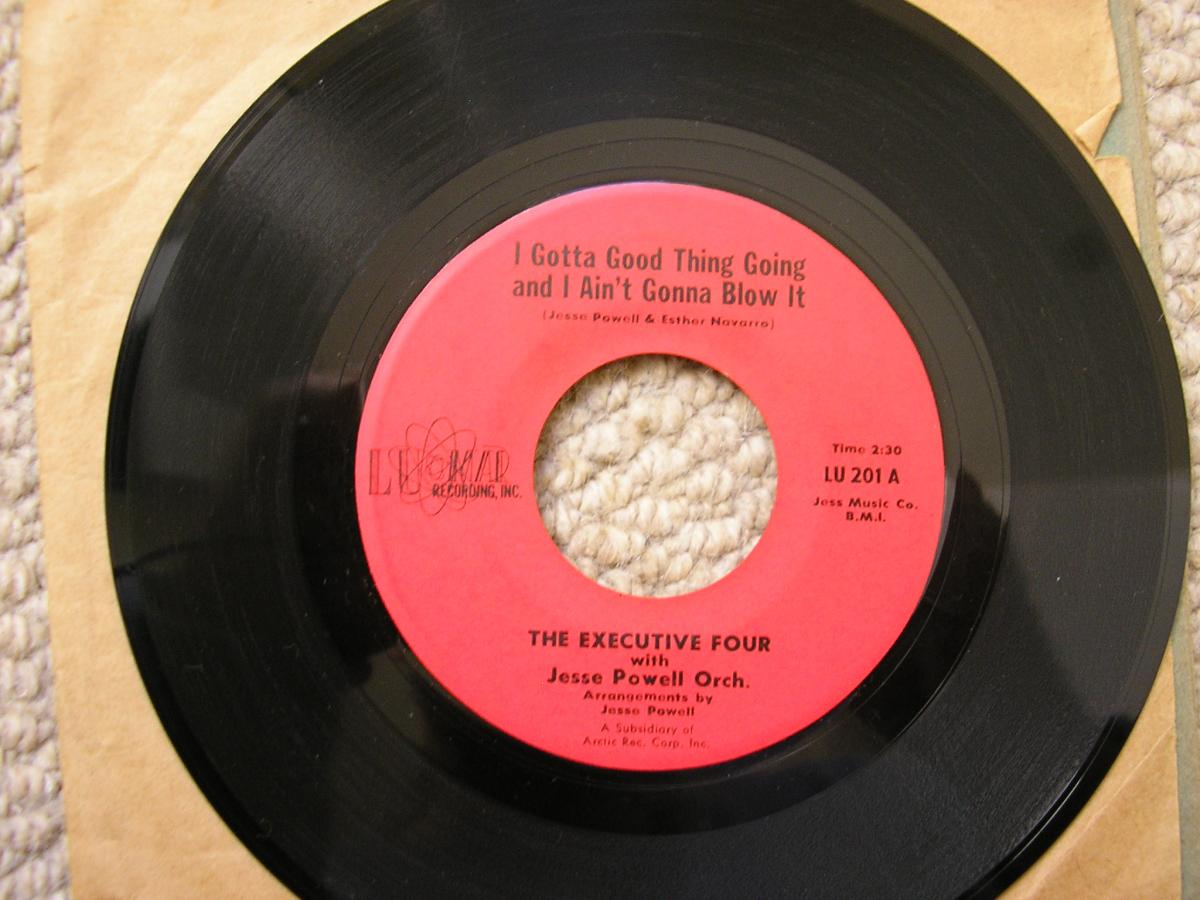 I Gotta Good Thing Going
and I Ain't Gonna Blow It
(Jesse Powell & Esther Navarro)
LU MAR
RECORDING, INC.
Time 2:30
LU 201 A
Jess Music Co.
B.M.I.
THE EXECUTIVE FOUR
with
Jesse Powell Orch.
Arrangements by
Jesse Powell
A Subsidiary of
Arctic Rec. Corp. Inc.